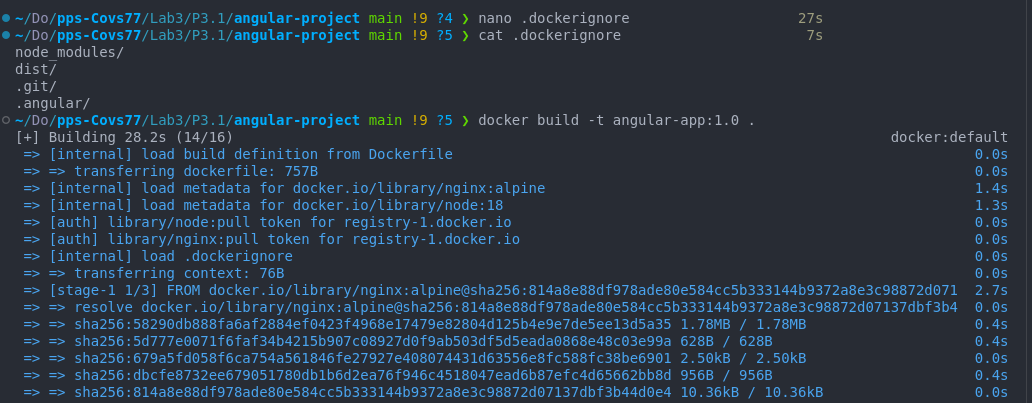 ~/Do/pps-Covs77/Lab3/P3.1/angular-project main !9 ?4 ❯ nano .dockerignore 27s
~/Do/pps-Covs77/Lab3/P3.1/angular-project main !9 ?5 ❯ cat .dockerignore 7s
node_modules/
dist/
.git/
.angular/
~/Do/pps-Covs77/Lab3/P3.1/angular-project main !9 ?5 ❯ docker build -t angular-app:1.0 .
[+] Building 28.2s (14/16) docker:default
=> [internal] load build definition from Dockerfile 0.0s
=> => transferring dockerfile: 757B 0.0s
=> [internal] load metadata for docker.io/library/nginx:alpine 1.4s
=> [internal] load metadata for docker.io/library/node:18 1.3s
=> [auth] library/node:pull token for registry-1.docker.io 0.0s
=> [auth] library/nginx:pull token for registry-1.docker.io 0.0s
=> [internal] load .dockerignore 0.0s
=> => transferring context: 76B 0.0s
=> [stage-1 1/3] FROM docker.io/library/nginx:alpine@sha256:814a8e88df978ade80e584cc5b333144b9372a8e3c98872d071 2.7s
=> => resolve docker.io/library/nginx:alpine@sha256:814a8e88df978ade80e584cc5b333144b9372a8e3c98872d07137dbf3b4 0.0s
=> => sha256:58290db888fa6af2884ef0423f4968e17479e82804d125b4e9e7de5ee13d5a35 1.78MB / 1.78MB 0.4s
=> => sha256:5d777e0071f6faf34b4215b907c08927d0f9ab503df5d5eada0868e48c03e99a 628B / 628B 0.4s
=> => sha256:679a5fd058f6ca754a561846fe27927e408074431d63556e8fc588fc38be6901 2.50kB / 2.50kB 0.0s
=> => sha256:dbcfe8732ee679051780db1b6d2ea76f946c4518047ead6b87efc4d65662bb8d 956B / 956B 0.4s
=> => sha256:814a8e88df978ade80e584cc5b333144b9372a8e3c98872d07137dbf3b44d0e4 10.36kB / 10.36kB 0.0s